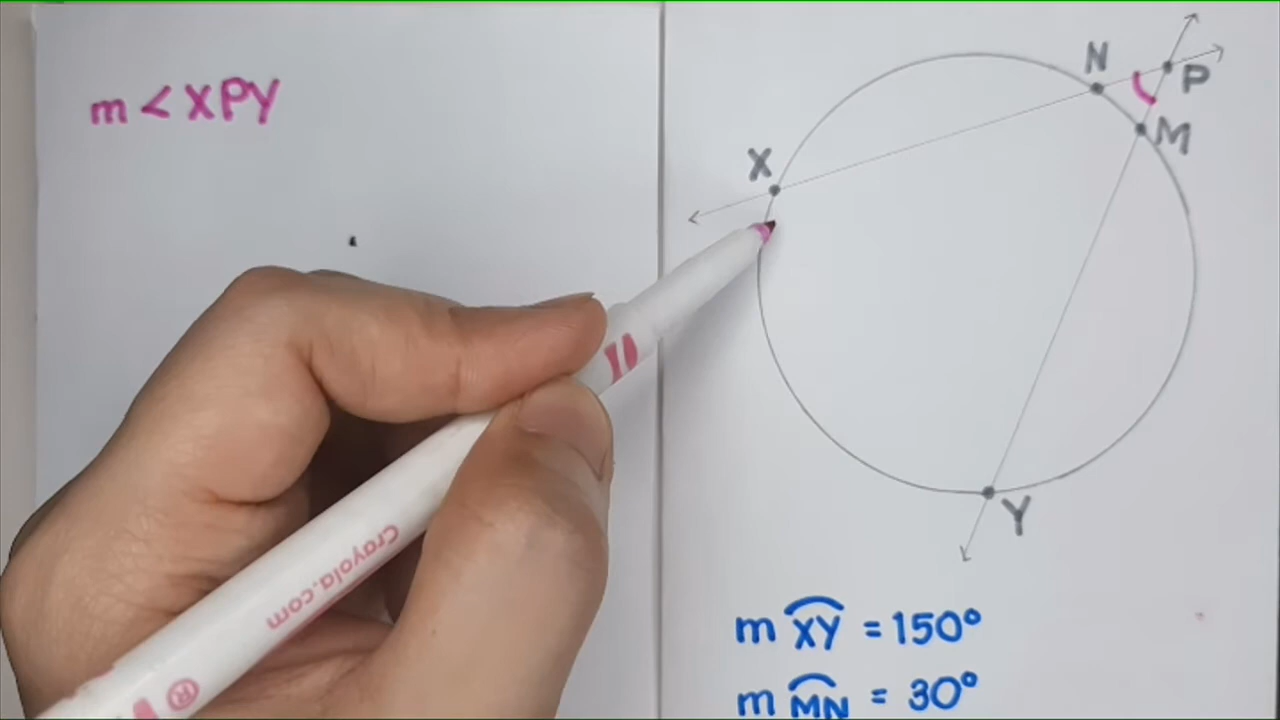 m < XPY
N
P
M
X
Y
m XY = 150°
m MN = 30°
Crayola.com
®